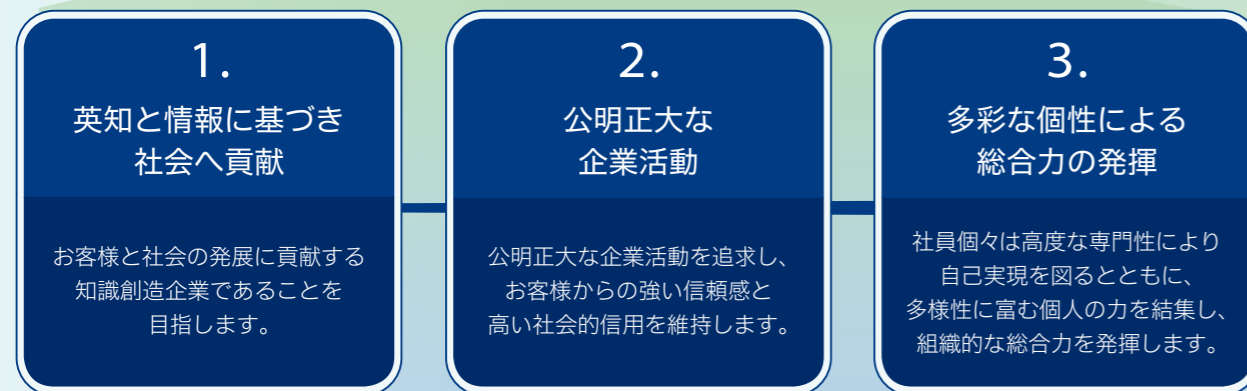 1.
英知と情報に基づき
社会へ貢献
お客様と社会の発展に貢献する
知識創造企業であることを
目指します。
2.
公明正大な
企業活動
公明正大な企業活動を追求し、
お客様からの強い信頼感と
高い社会的信用を維持します。
3.
多彩な個性による
総合力の発揮
社員個々は高度な専門性により
自己実現を図るとともに、
多様性に富む個人の力を結集し、
組織的な総合力を発揮します。